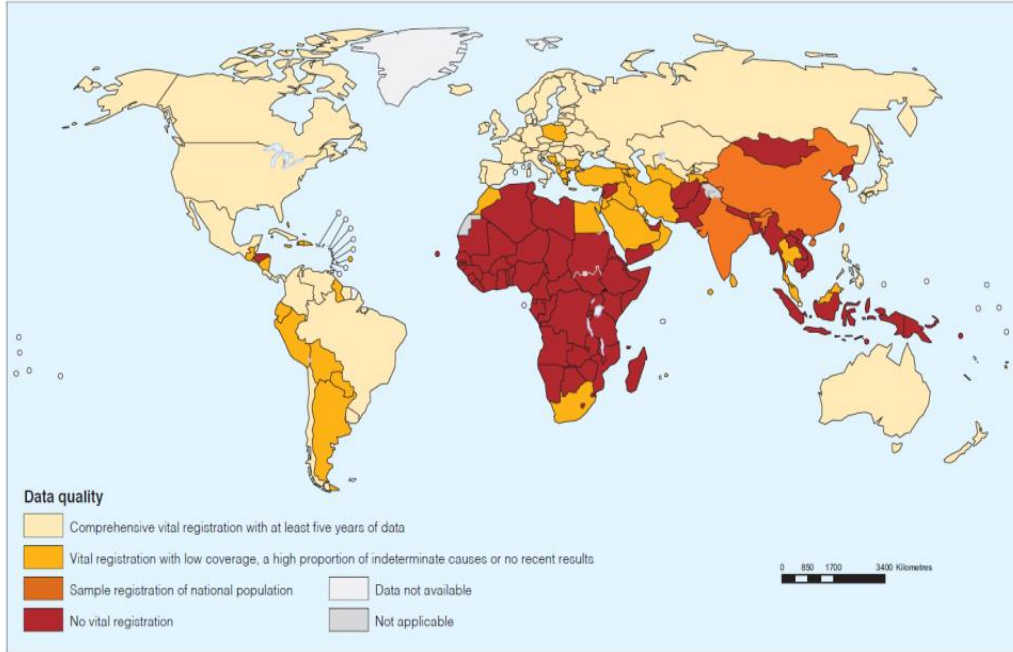 Data quality
Comprehensive vital registration with at least five years of data
Vital registration with low coverage, a high proportion of indeterminate causes or no recent results
Sample registration of national population
Data not available
No vital registration
Not applicable
0 850 1700 3400 Kilometres